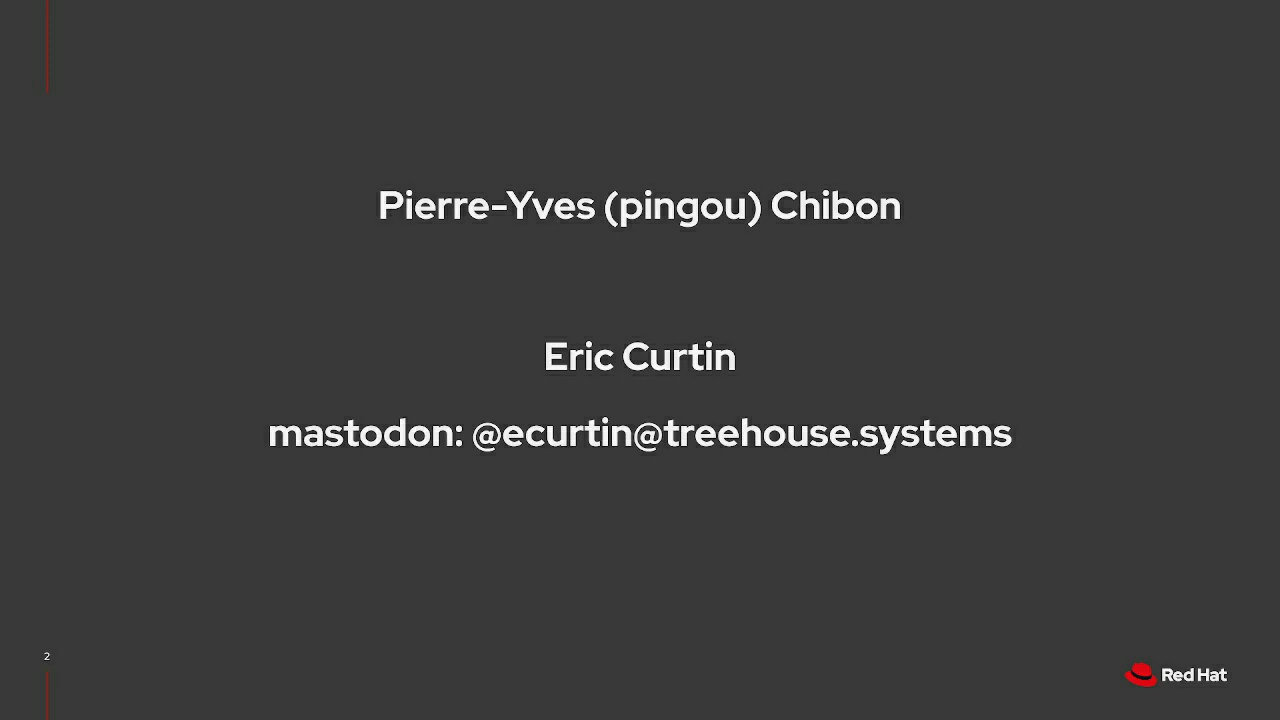 Pierre-Yves (pingou) Chibon
Eric Curtin
mastodon: @ecurtin@treehouse.systems
2
Red Hat